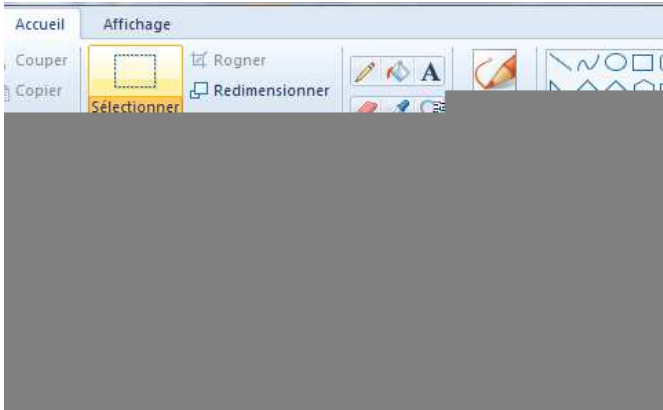 Accueil Affichage
Couper Rogner
Copier Redimensionner
Sélectionner
A